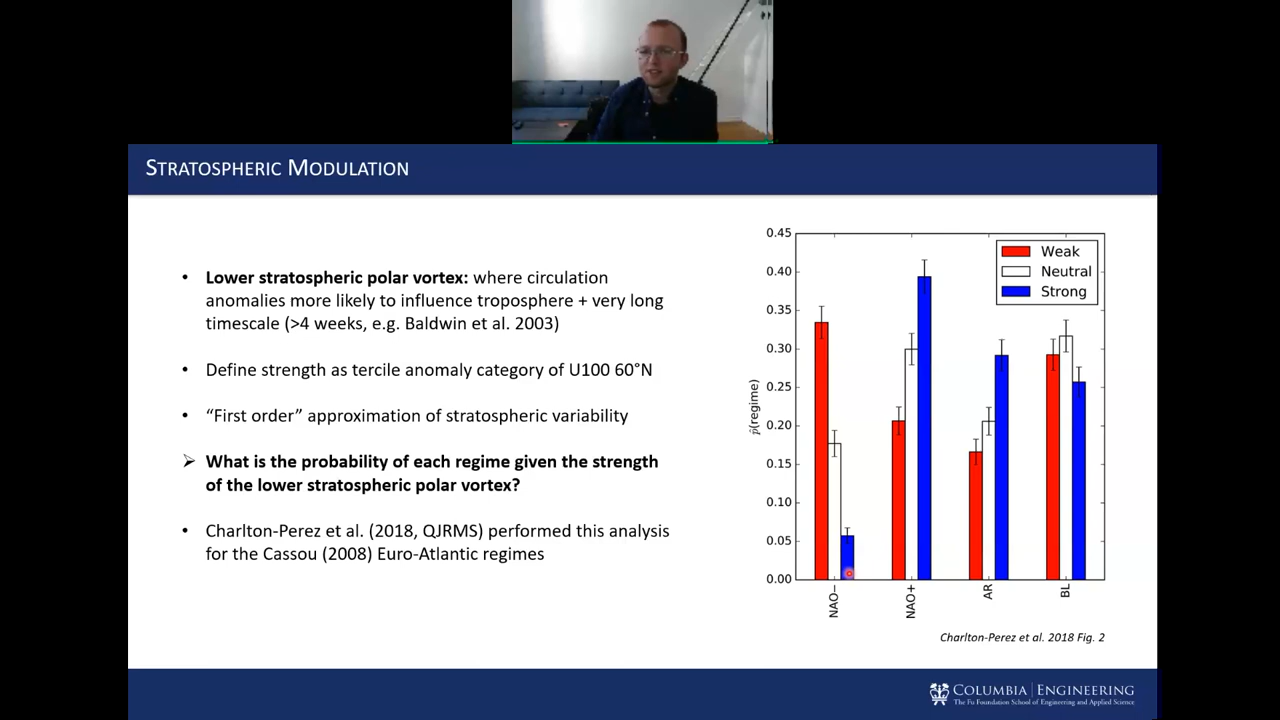 STRATOSPHERIC MODULATION
• Lower stratospheric polar vortex: where circulation
anomalies more likely to influence troposphere + very long
timescale (>4 weeks, e.g. Baldwin et al. 2003)
• Define strength as tercile anomaly category of U100 60°N
• “First order” approximation of stratospheric variability
➢ What is the probability of each regime given the strength
of the lower stratospheric polar vortex?
• Charlton-Perez et al. (2018, QJRMS) performed this analysis
for the Cassou (2008) Euro-Atlantic regimes
0.45
0.40
0.35
0.30
0.25
0.20
0.15
0.10
0.05
0.00
p̂(regime)
Weak
Neutral
Strong
NAO−
NAO+
AR
BL
Charlton-Perez et al. 2018 Fig. 2
COLUMBIA | ENGINEERING
The Fu Foundation School of Engineering and Applied Science